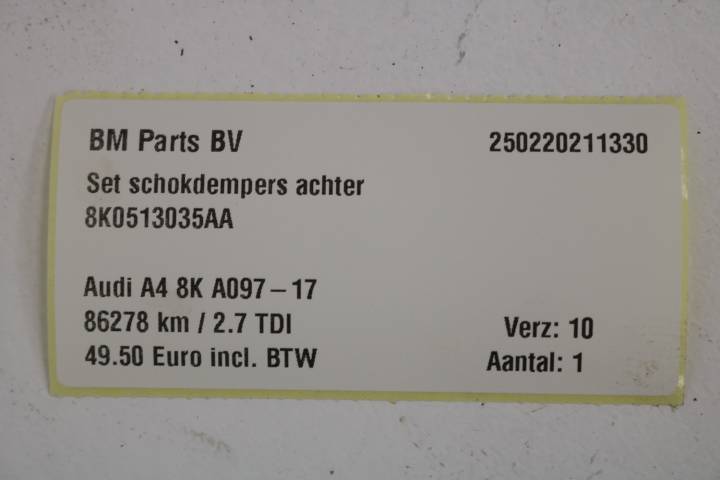 BM Parts BV 250220211330
Set schokdempers achter
8K0513035AA
Audi A4 8K A097-17
86278 km / 2.7 TDI Verz: 10
49.50 Euro incl. BTW Aantal: 1